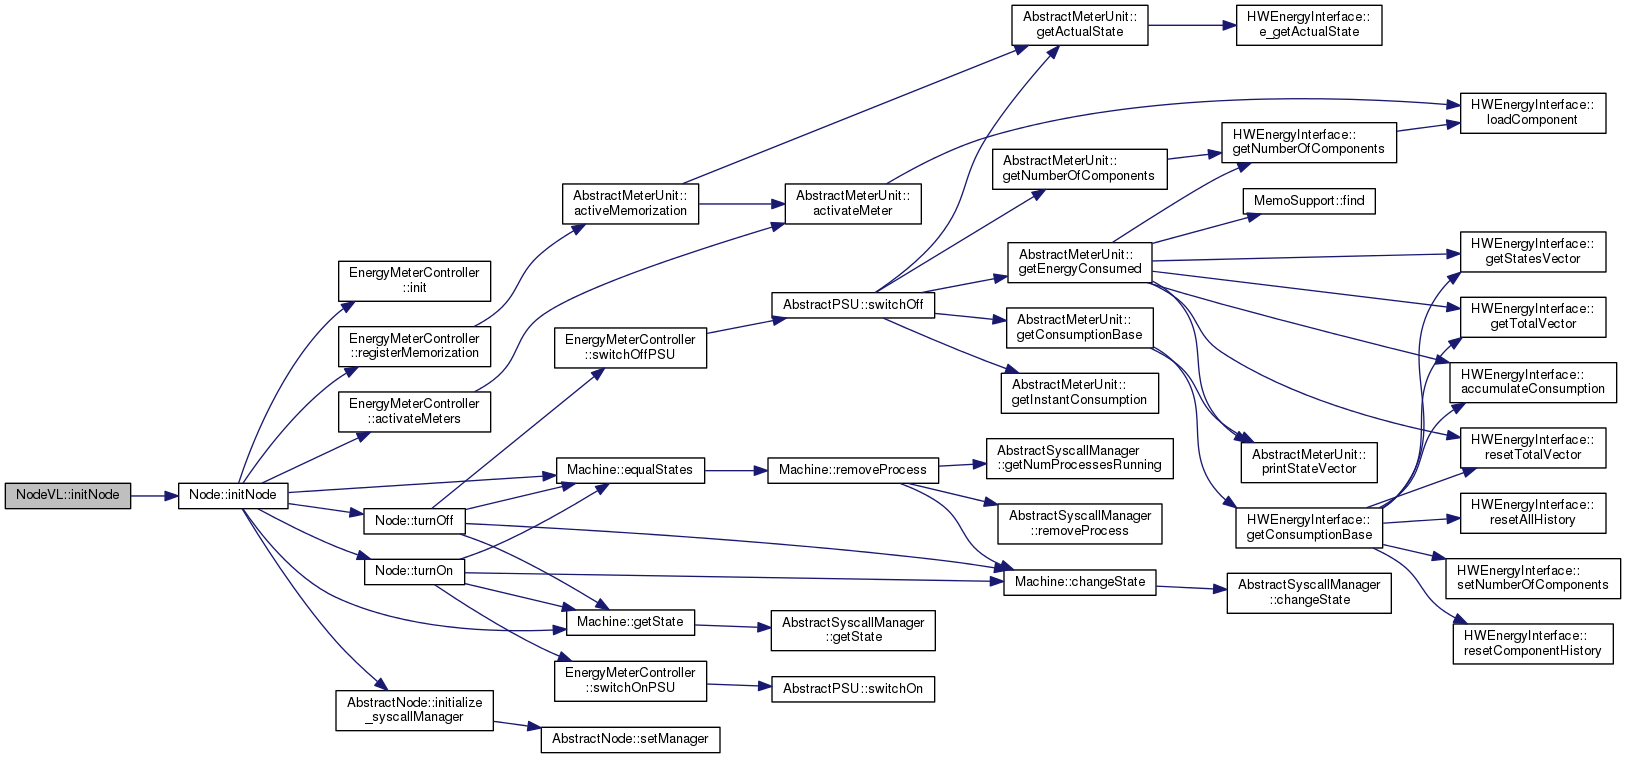 NodeVL::initNode
Node::initNode
EnergyMeterController
::init
EnergyMeterController
::registerMemorization
EnergyMeterController
::activateMeters
Node::turnOff
Node::turnOn
AbstractNode::initialize
_syscallManager
AbstractMeterUnit::
activeMemorization
EnergyMeterController
::switchOffPSU
Machine::equalStates
Machine::getState
EnergyMeterController
::switchOnPSU
AbstractNode::setManager
AbstractMeterUnit::
activateMeter
AbstractPSU::switchOff
Machine::removeProcess
AbstractSyscallManager
::getState
AbstractPSU::switchOn
AbstractMeterUnit::
getActualState
AbstractMeterUnit::
getNumberOfComponents
AbstractMeterUnit::
getEnergyConsumed
AbstractMeterUnit::
getConsumptionBase
AbstractMeterUnit::
getInstantConsumption
AbstractSyscallManager
::getNumProcessesRunning
AbstractSyscallManager
::removeProcess
Machine::changeState
HWEnergyInterface::
e_getActualState
HWEnergyInterface::
getNumberOfComponents
MemoSupport::find
AbstractMeterUnit::
printStateVector
HWEnergyInterface::
getConsumptionBase
AbstractSyscallManager
::changeState
HWEnergyInterface::
loadComponent
HWEnergyInterface::
getStatesVector
HWEnergyInterface::
getTotalVector
HWEnergyInterface::
accumulateConsumption
HWEnergyInterface::
resetTotalVector
HWEnergyInterface::
resetAllHistory
HWEnergyInterface::
setNumberOfComponents
HWEnergyInterface::
resetComponentHistory